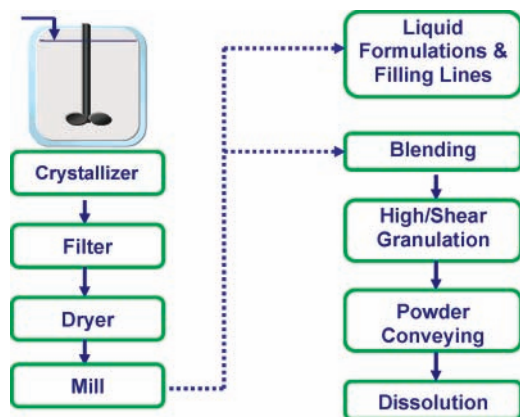 Crystallizer
Filter
Dryer
Mill
Liquid
Formulations &
Filling Lines
Blending
High/Shear
Granulation
Powder
Conveying
Dissolution